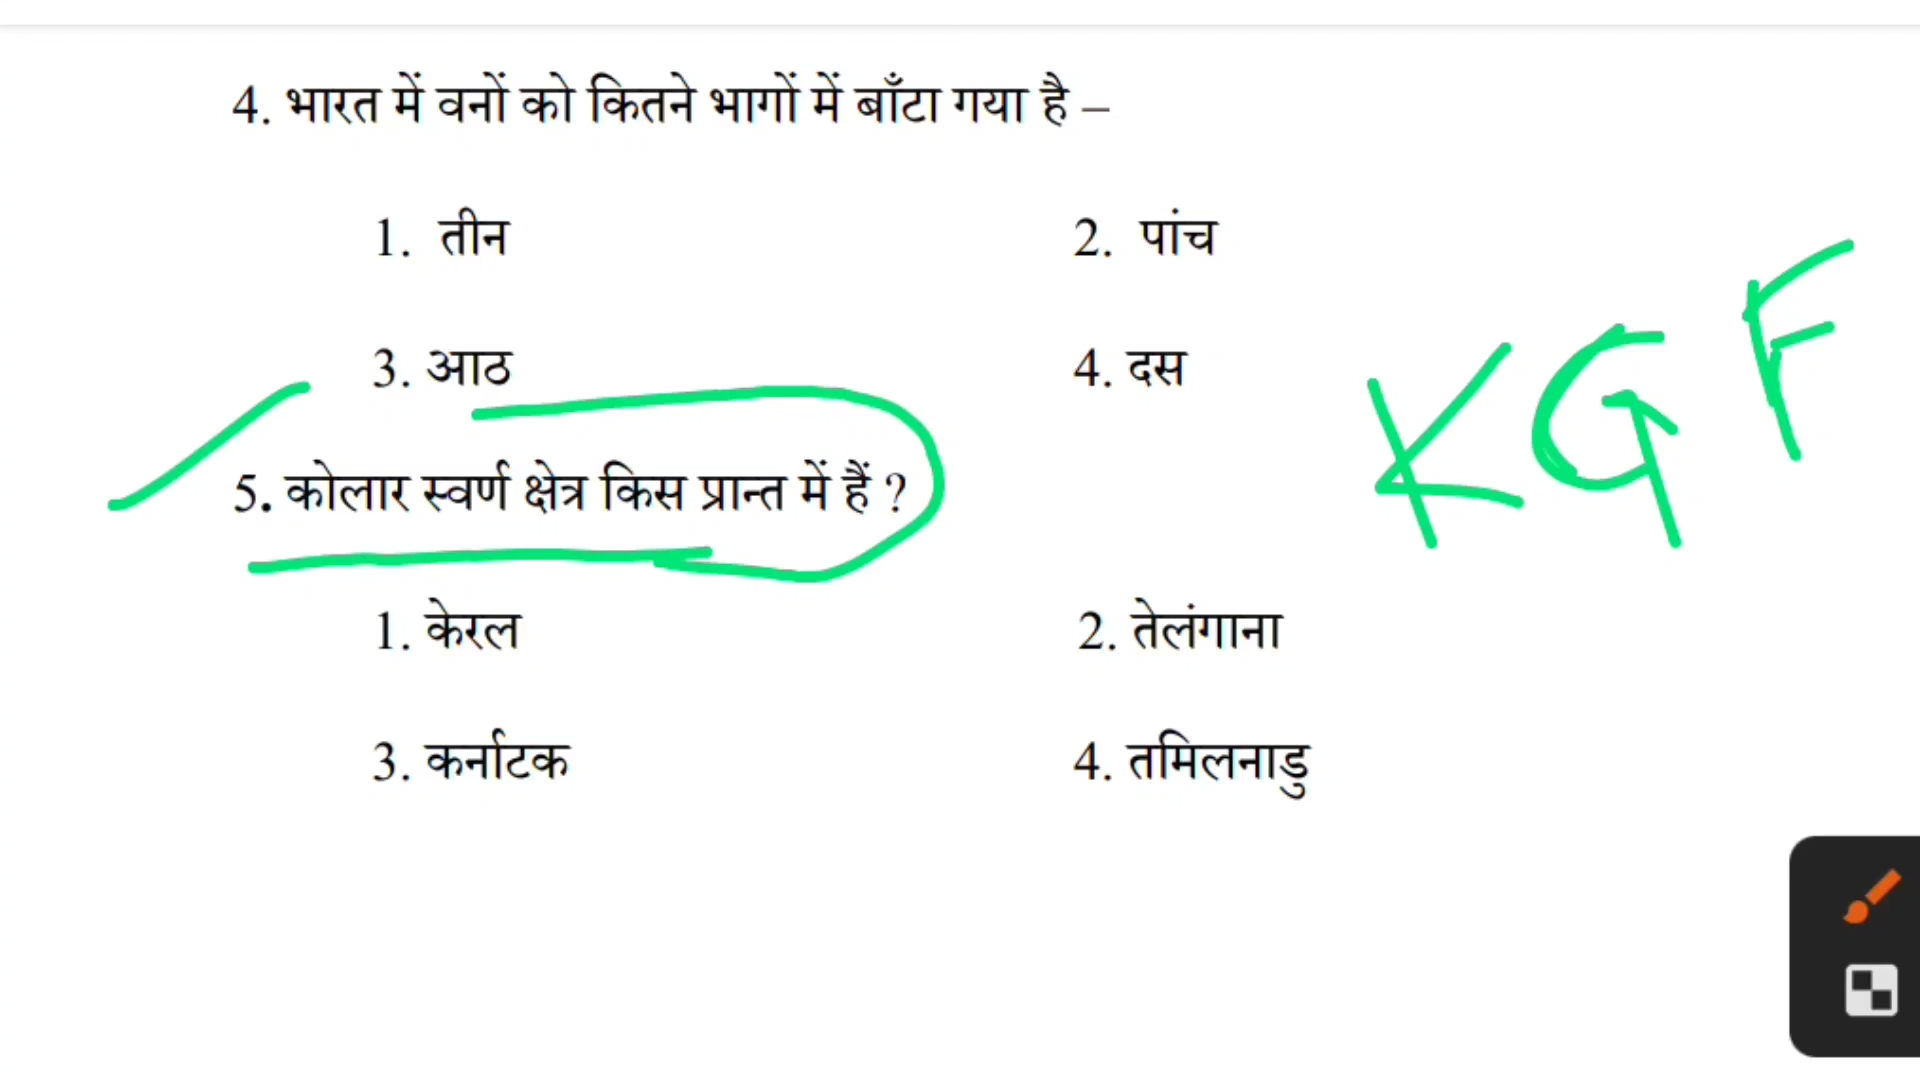 4. भारत में वनों को कितने भागों में बाँटा गया है –
1. तीन
2. पांच
3. आठ
4. दस
KGF
5. कोलार स्वर्ण क्षेत्र किस प्रान्त में हैं ?
1. केरल
2. तेलंगाना
3. कर्नाटक
4. तमिलनाडु